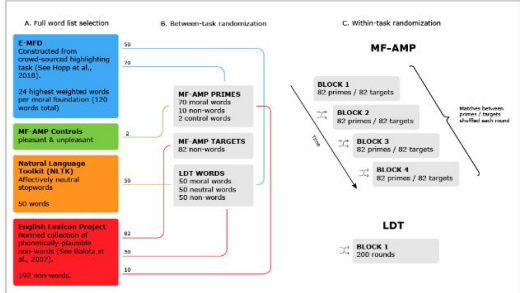 A. Full word list selection
E-MFD
Constructed from
crowd-sourced highlighting
task (See Hopp et al.,
2018).
24 highest weighted words
per moral foundation (120
words total)
MF-AMP Controls
pleasant & unpleasant
Natural Language
Toolkit (NLTK)
Affectively neutral
stopwords
50 words
English Lexicon Project
Normed collection of
phonetically-plausible
non-words (See Balota et
al., 2007).
192 non-words.
B. Between-task randomization
50
70
2
50
82
50
10
MF-AMP PRIMES
70 moral words
10 non-words
2 control words
MF-AMP TARGETS
82 non-words
LDT WORDS
50 moral words
50 neutral words
50 non-words
C. Within-task randomization
MF-AMP
BLOCK 1
82 primes / 82 targets
BLOCK 2
82 primes / 82 targets
BLOCK 3
82 primes / 82 targets
BLOCK 4
82 primes / 82 targets
Time
Matches between
primes / targets
shuffled each round
LDT
BLOCK 1
200 rounds